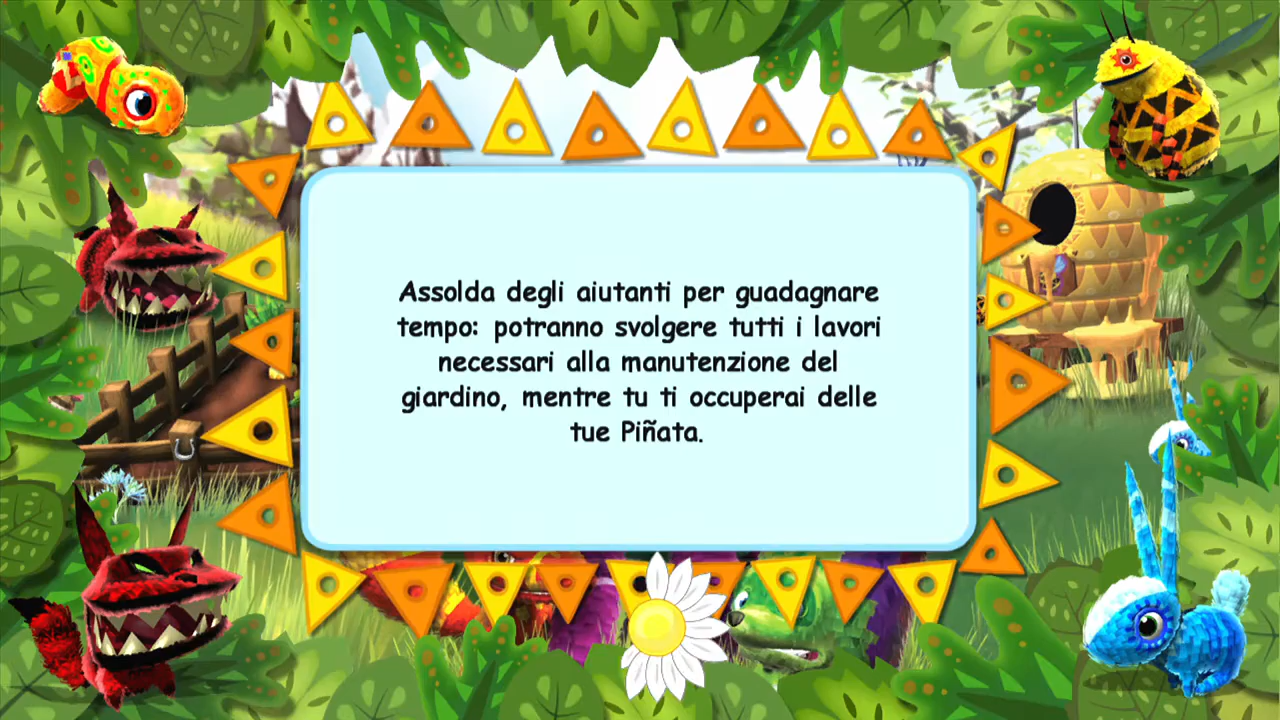 Assolda degli aiutanti per guadagnare
tempo: potranno svolgere tutti i lavori
necessari alla manutenzione del
giardino, mentre tu ti occuperai delle
tue Piñata.